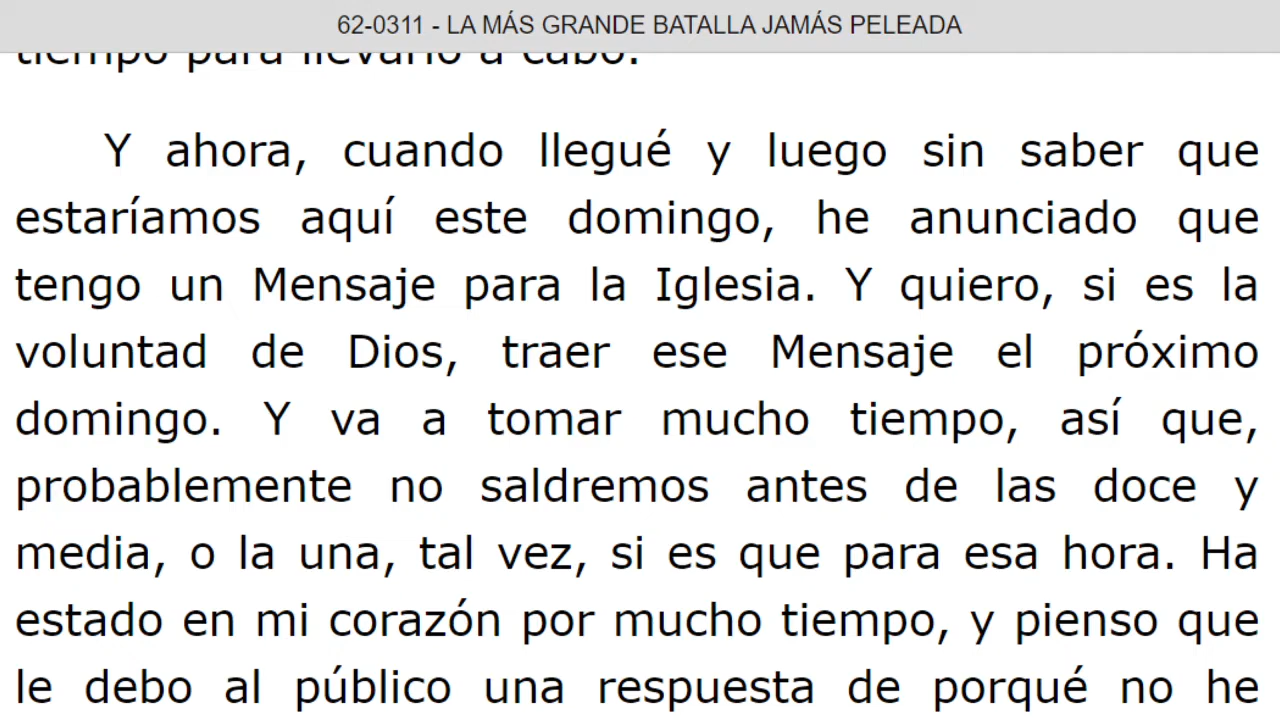 62-0311 - LA MÁS GRANDE BATALLA JAMÁS PELEADA
tiempo para llevarlo a cabo.
Y ahora, cuando llegué y luego sin saber que
estaríamos aquí este domingo, he anunciado que
tengo un Mensaje para la Iglesia. Y quiero, si es la
voluntad de Dios, traer ese Mensaje el próximo
domingo. Y va a tomar mucho tiempo, así que,
probablemente no saldremos antes de las doce y
media, o la una, tal vez, si es que para esa hora. Ha
estado en mi corazón por mucho tiempo, y pienso que
le debo al público una respuesta de porqué no he